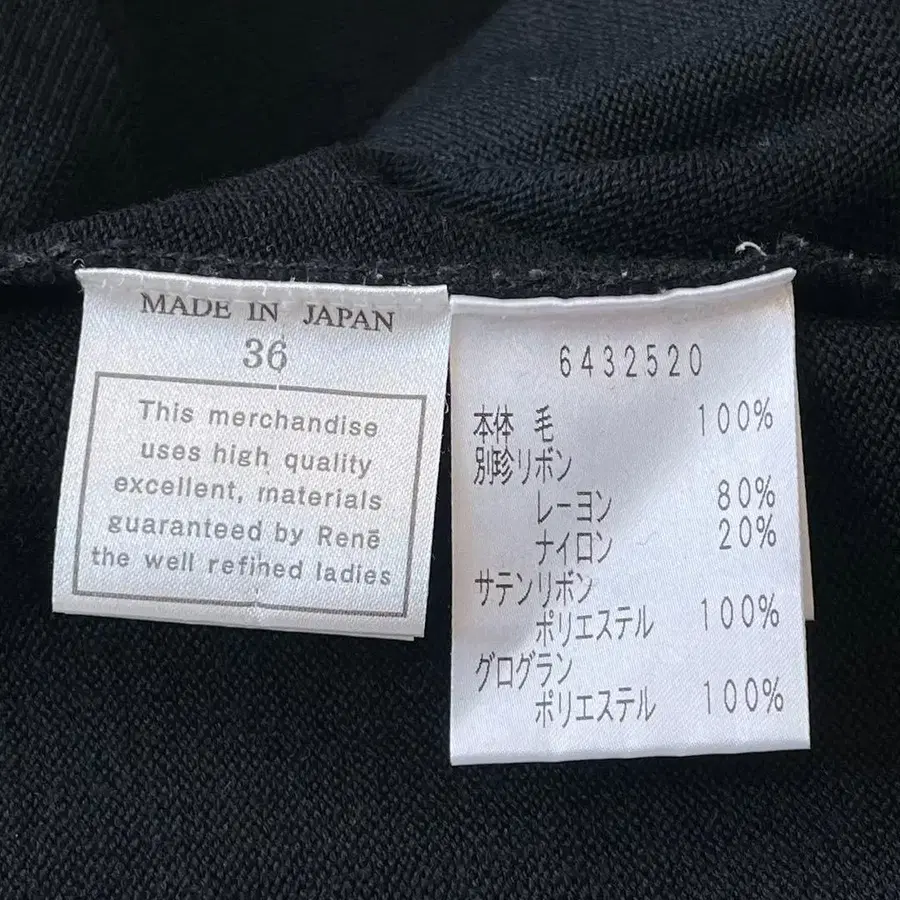 MADE IN JAPAN
36
This merchandise
uses high quality
excellent, materials
guaranteed by Renē
the well refined ladies
6432520
本体 毛 100%
別珍リボン
レーヨン 80%
ナイロン 20%
サテンリボン
ポリエステル 100%
グログラン
ポリエステル 100%